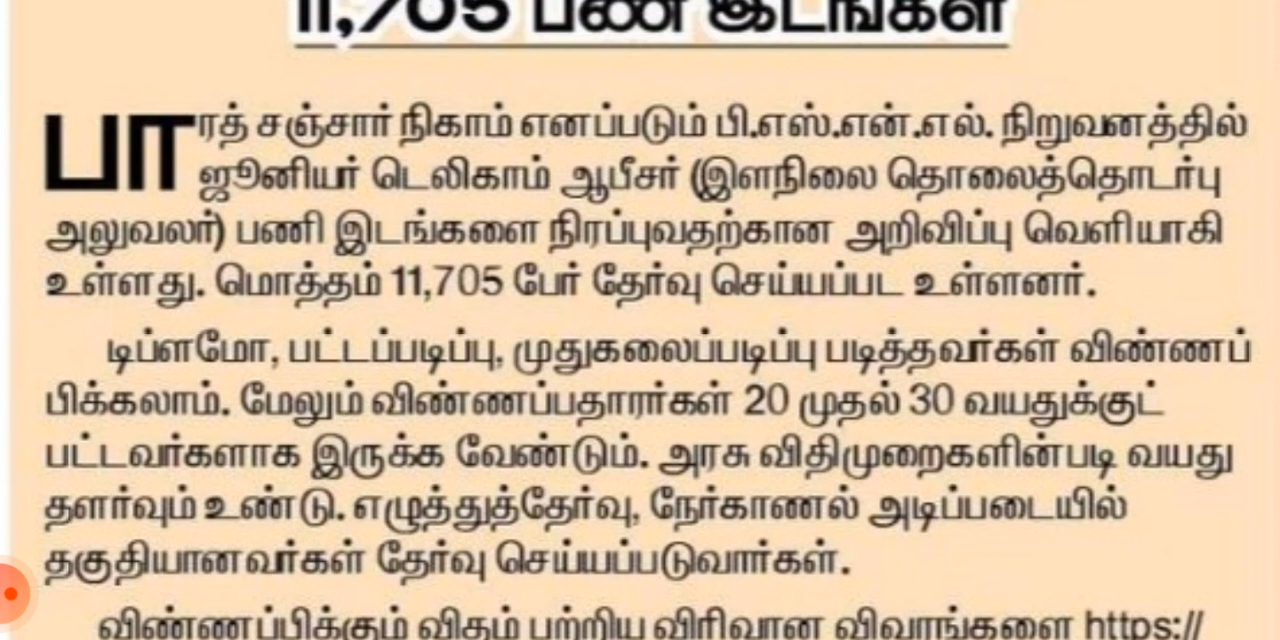 11,705 பணி இடங்கள்
பாரத் சஞ்சார் நிகாம் எனப்படும் பி.எஸ்.என்.எல். நிறுவனத்தில்
ஜூனியர் டெலிகாம் ஆபீசர் (இளநிலை தொலைத்தொடர்பு
அலுவலர்) பணி இடங்களை நிரப்புவதற்கான அறிவிப்பு வெளியாகி
உள்ளது. மொத்தம் 11,705 பேர் தேர்வு செய்யப்பட உள்ளனர்.
டிப்ளமோ, பட்டப்படிப்பு, முதுகலைப்படிப்பு படித்தவர்கள் விண்ணப்
பிக்கலாம். மேலும் விண்ணப்பதாரர்கள் 20 முதல் 30 வயதுக்குட்
பட்டவர்களாக இருக்க வேண்டும். அரசு விதிமுறைகளின்படி வயது
தளர்வும் உண்டு. எழுத்துத்தேர்வு, நேர்காணல் அடிப்படையில்
தகுதியானவர்கள் தேர்வு செய்யப்படுவார்கள்.
விண்ணப்பிக்கும் விதம் பற்றிய விரிவான விவரங்களை https://